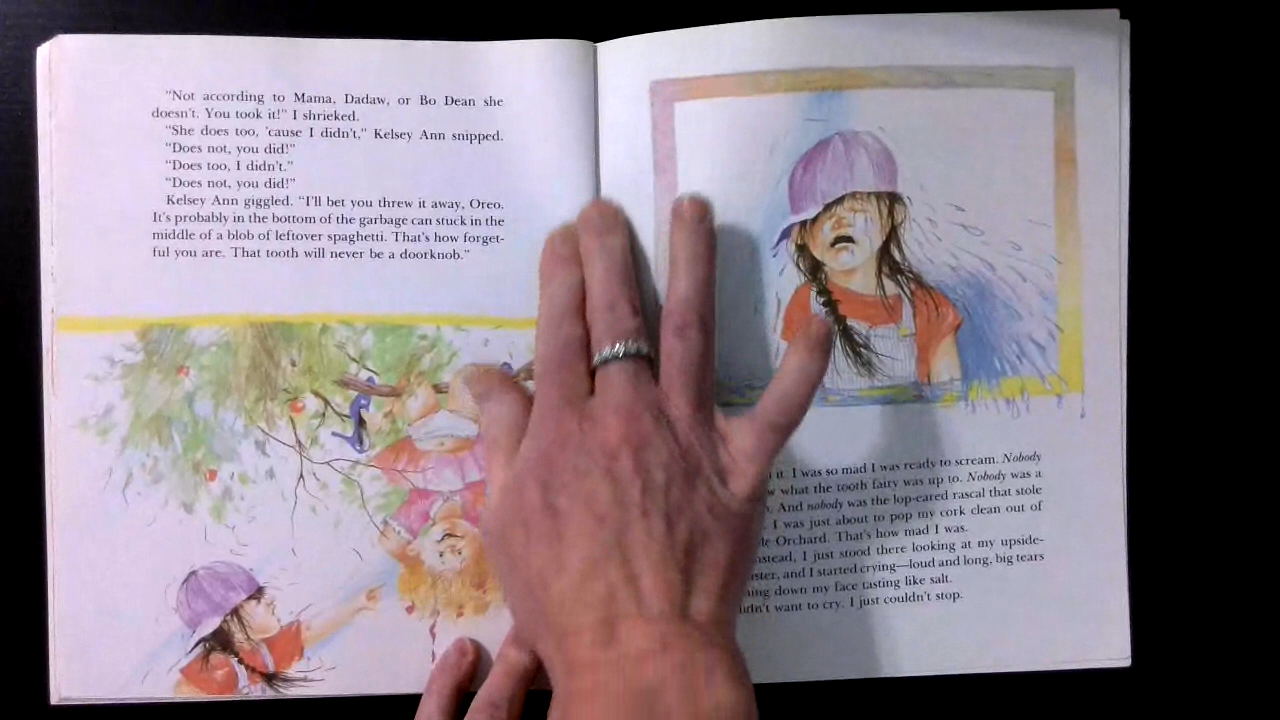 "Not according to Mama, Dadaw, or Bo Dean she
doesn't. You took it!" I shrieked.
"She does too, 'cause I didn't," Kelsey Ann snipped.
"Does not, you did!"
"Does too, I didn't."
"Does not, you did!"
Kelsey Ann giggled. "I'll bet you threw it away, Oreo.
It's probably in the bottom of the garbage can stuck in the
middle of a blob of leftover spaghetti. That's how forget-
ful you are. That tooth will never be a doorknob."
it. I was so mad I was ready to scream. Nobody
what the tooth fairy was up to. Nobody was a
And nobody was the lop-eared rascal that stole
I was just about to pop my cork clean out of
Orchard. That's how mad I was.
I just stood there looking at my upside-
and I started crying—loud and long, big tears
down my face tasting like salt.
want to cry. I just couldn't stop.